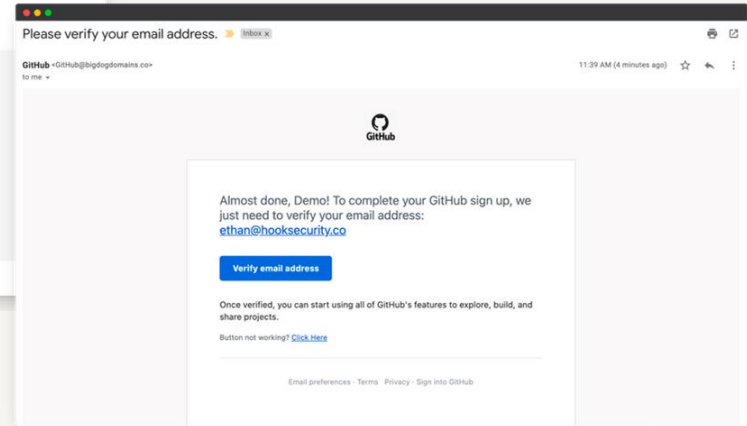 Please verify your email address.
Inbox x
GitHub <GitHub@bigdogdomains.co>
11:39 AM (4 minutes ago)
to me
GitHub
Almost done, Demo! To complete your GitHub sign up, we
just need to verify your email address:
ethan@hooksecurity.co
Verify email address
Once verified, you can start using all of GitHub's features to explore, build, and
share projects.
Button not working? Click Here
Email preferences · Terms Privacy · Sign into GitHub